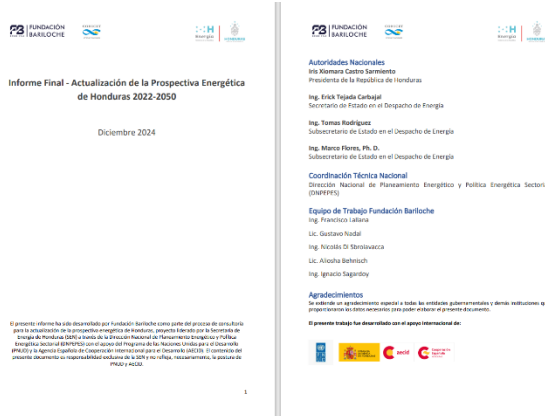 FUNDACIÓN
BARILOCHE
Informe Final - Actualización de la Prospectiva Energética
de Honduras 2022-2050
Diciembre 2024
El presente informe ha sido desarrollado por Fundación Bariloche como parte del proceso de consultoría
para la actualización de la prospectiva energética de Honduras, proyecto liderado por la Secretaría de
Energía de Honduras (SEN) a través de la Dirección Nacional de Planeamiento Energético y Política
Energética Sectorial (DNPEPES) con el apoyo del Programa de las Naciones Unidas para el Desarrollo
(PNUD) y la Agencia Española de Cooperación Internacional para el Desarrollo (AECID). El contenido del
presente documento es responsabilidad exclusiva de la SEN y no refleja, necesariamente, la postura de
PNUD y AECID.
1
FUNDACIÓN
BARILOCHE
Autoridades Nacionales
Iris Xiomara Castro Sarmiento
Presidente de la República de Honduras
Ing. Erick Tejada Carbajal
Secretario de Estado en el Despacho de Energía
Ing. Tomas Rodríguez
Subsecretario de Estado en el Despacho de Energía
Ing. Marco Flores, Ph. D.
Subsecretario de Estado en el Despacho de Energía
Coordinación Técnica Nacional
Dirección Nacional de Planeamiento Energético y Política Energética Sectoria
(DNPEPES)
Equipo de Trabajo Fundación Bariloche
Ing. Francisco Lallana
Lic. Gustavo Nadal
Ing. Nicolás Di Sbroiavacca
Lic. Aliosha Behnisch
Ing. Ignacio Sagardoy
Agradecimientos
Se extiende un agradecimiento especial a todas las entidades gubernamentales y demás instituciones q
proporcionaron los datos necesarios para poder elaborar el presente documento.
El presente trabajo fue desarrollado con el apoyo internacional de:
aecid